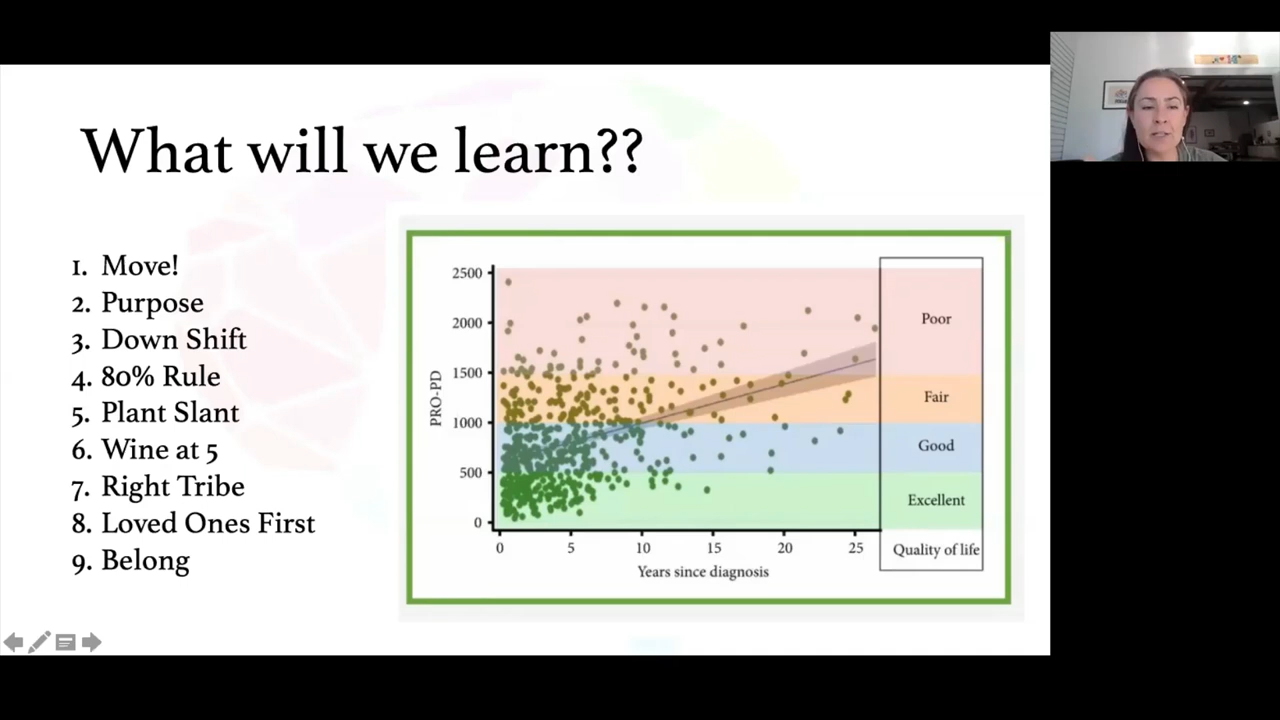 What will we learn??
1. Move!
2. Purpose
3. Down Shift
4. 80% Rule
5. Plant Slant
6. Wine at 5
7. Right Tribe
8. Loved Ones First
9. Belong
PRO-PD
2500
2000
1500
1000
500
0
0 5 10 15 20 25
Years since diagnosis
Poor
Fair
Good
Excellent
Quality of life